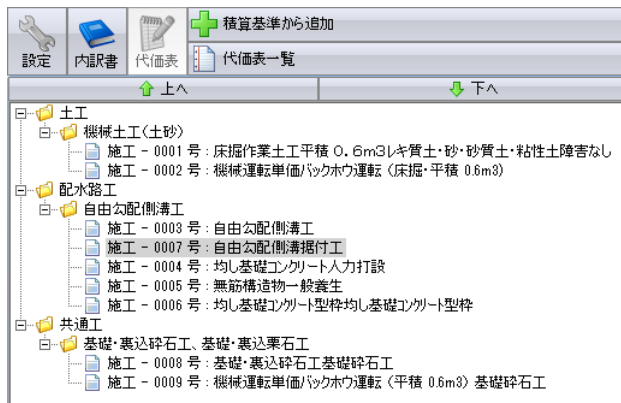 設定
内訳書
代価表
積算基準から追加
代価表一覧
上へ
下へ
土工
機械土工(土砂)
施工 - 0001 号 : 床掘作業土工平積 0.6m3レキ質土・砂・砂質土・粘性土障害なし
施工 - 0002 号 : 機械運転単価バックホウ運転 (床掘・平積 0.6m3)
配水路工
自由勾配側溝工
施工 - 0003 号 : 自由勾配側溝工
施工 - 0007 号 : 自由勾配側溝据付工
施工 - 0004 号 : 均し基礎コンクリート人力打設
施工 - 0005 号 : 無筋構造物一般養生
施工 - 0006 号 : 均し基礎コンクリート型枠均し基礎コンクリート型枠
共通工
基礎・裏込砕石工、基礎・裏込栗石工
施工 - 0008 号 : 基礎・裏込砕石工基礎砕石工
施工 - 0009 号 : 機械運転単価バックホウ運転 (平積 0.6m3) 基礎砕石工